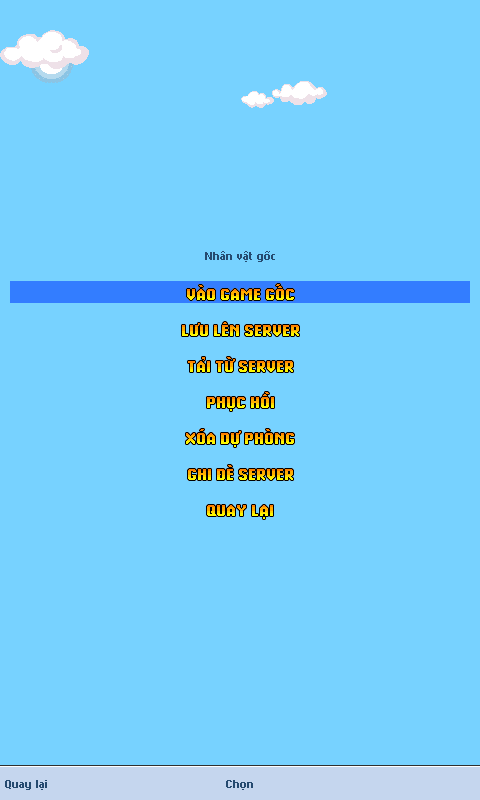 Nhân vật gốc
VÀO GAME GỐC
LƯU LÊN SERVER
TẢI TỪ SERVER
PHỤC HỒI
XÓA DỰ PHÒNG
GHI ĐÈ SERVER
QUAY LẠI
Quay lại
Chọn